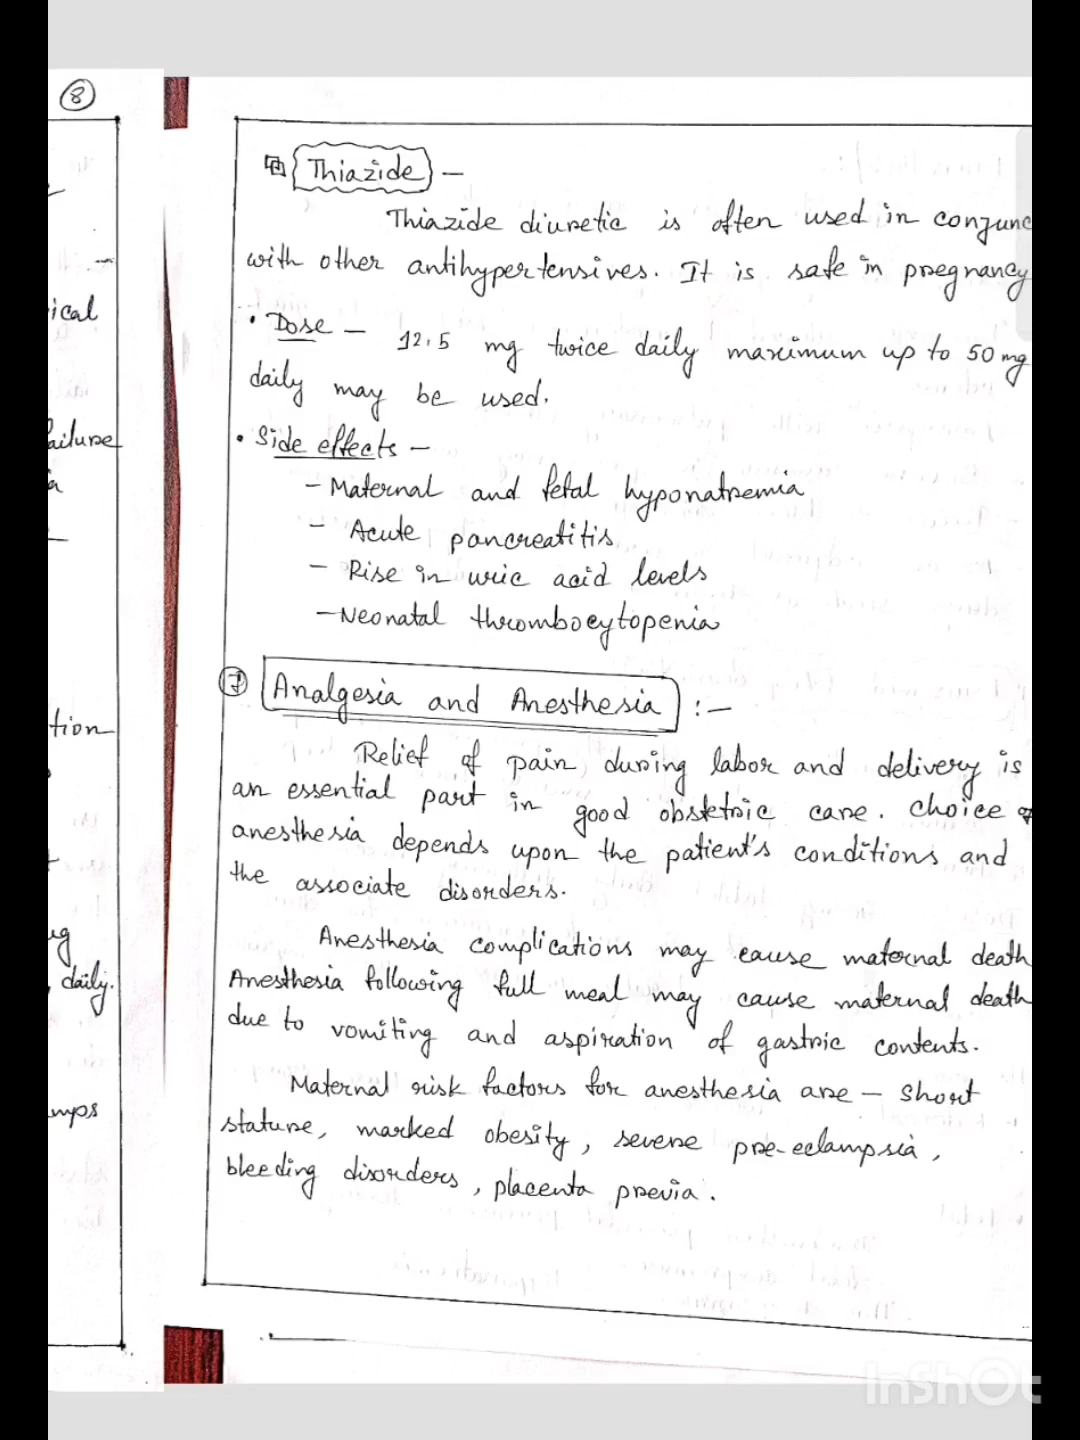 8
ical
ailure
tion
daily.
mps
Thiazide —
Thiazide diuretic is often used in conjunc
with other antihypertensives. It is safe in pregnancy
• Dose — 12.5 mg twice daily maximum up to 50 mg
daily may be used.
• Side effects —
- Maternal and fetal hyponatremia
- Acute pancreatitis
- Rise in uric acid levels
- Neonatal thrombocytopenia
7 Analgesia and Anesthesia :-
Relief of pain during labor and delivery is
an essential part in good obstetric care. Choice of
anesthesia depends upon the patient's conditions and
the associate disorders.
Anesthesia complications may cause maternal death
Anesthesia following full meal may cause maternal death
due to vomiting and aspiration of gastric contents.
Maternal risk factors for anesthesia are — Short
stature, marked obesity, severe pre-eclampsia,
bleeding disorders, placenta previa.
InShOt